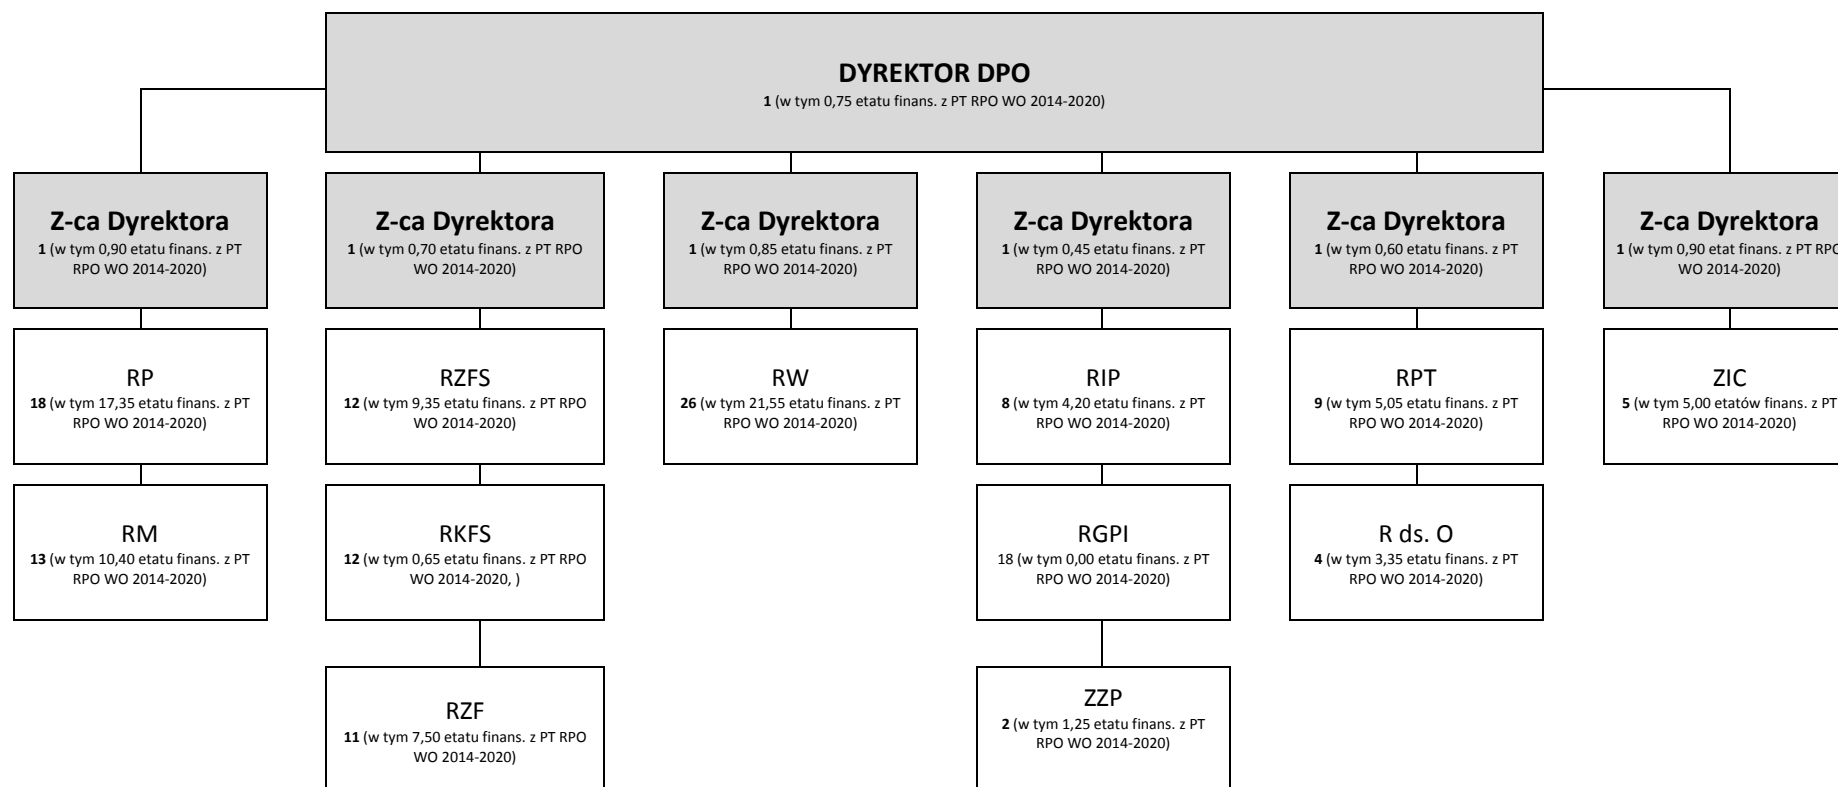 DYREKTOR DPO
1 (w tym 0,75 etatu finans. z PT RPO WO 2014-2020)
Z-ca Dyrektora
1 (w tym 0,90 etatu finans. z PT
RPO WO 2014-2020)
Z-ca Dyrektora
1 (w tym 0,70 etatu finans. z PT RPO
WO 2014-2020)
Z-ca Dyrektora
1 (w tym 0,85 etatu finans. z PT
RPO WO 2014-2020)
Z-ca Dyrektora
1 (w tym 0,45 etatu finans. z PT
RPO WO 2014-2020)
Z-ca Dyrektora
1 (w tym 0,60 etatu finans. z PT
RPO WO 2014-2020)
Z-ca Dyrektora
1 (w tym 0,90 etat finans. z PT RPO
WO 2014-2020)
RP
18 (w tym 17,35 etatu finans. z PT
RPO WO 2014-2020)
RZFS
12 (w tym 9,35 etatu finans. z PT RPO
WO 2014-2020)
RW
26 (w tym 21,55 etatu finans. z PT
RPO WO 2014-2020)
RIP
8 (w tym 4,20 etatu finans. z PT
RPO WO 2014-2020)
RPT
9 (w tym 5,05 etatu finans. z PT
RPO WO 2014-2020)
ZIC
5 (w tym 5,00 etatów finans. z PT
RPO WO 2014-2020)
RM
13 (w tym 10,40 etatu finans. z PT
RPO WO 2014-2020)
RKFS
12 (w tym 0,65 etatu finans. z PT RPO
WO 2014-2020, )
RGPI
18 (w tym 0,00 etatu finans. z PT
RPO WO 2014-2020)
R ds. O
4 (w tym 3,35 etatu finans. z PT
RPO WO 2014-2020)
RZF
11 (w tym 7,50 etatu finans. z PT RPO
WO 2014-2020)
ZZP
2 (w tym 1,25 etatu finans. z PT
RPO WO 2014-2020)